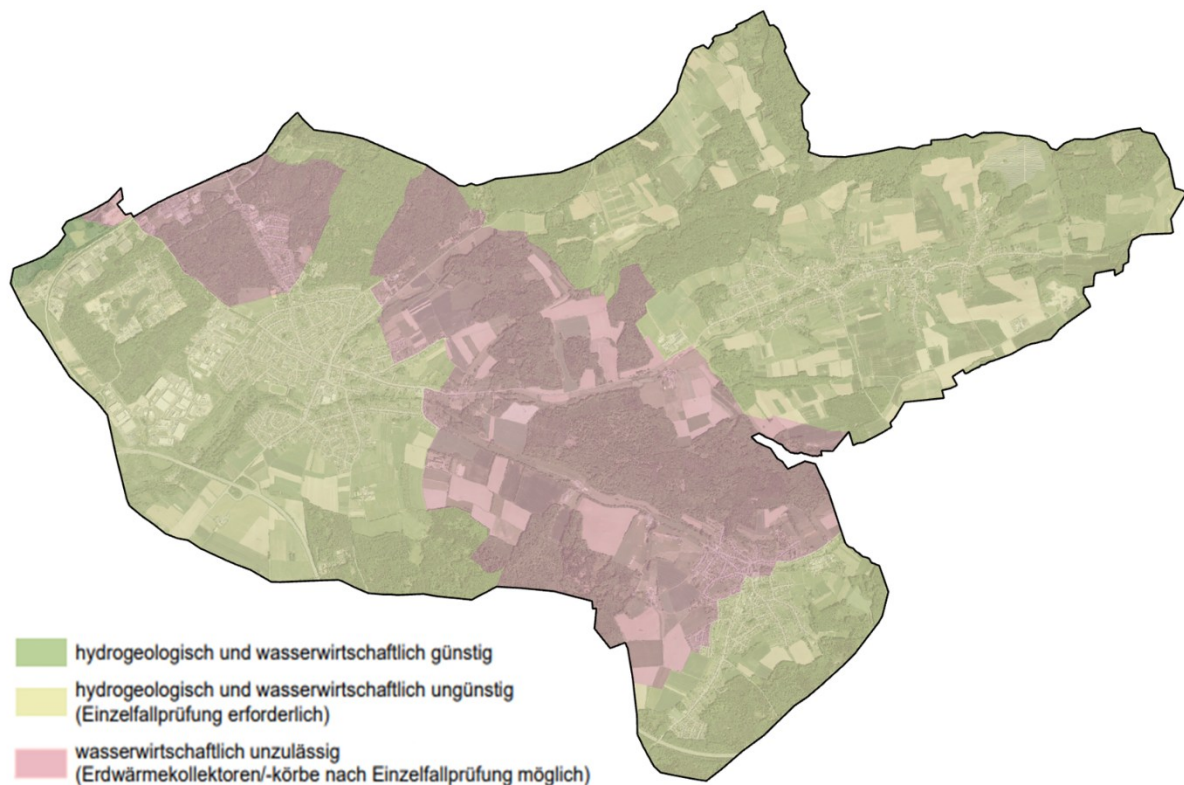 hydrogeologisch und wasserwirtschaftlich günstig
hydrogeologisch und wasserwirtschaftlich ungünstig
(Einzelfallprüfung erforderlich)
wasserwirtschaftlich unzulässig
(Erdwärmekollektoren/-körbe nach Einzelfallprüfung möglich)